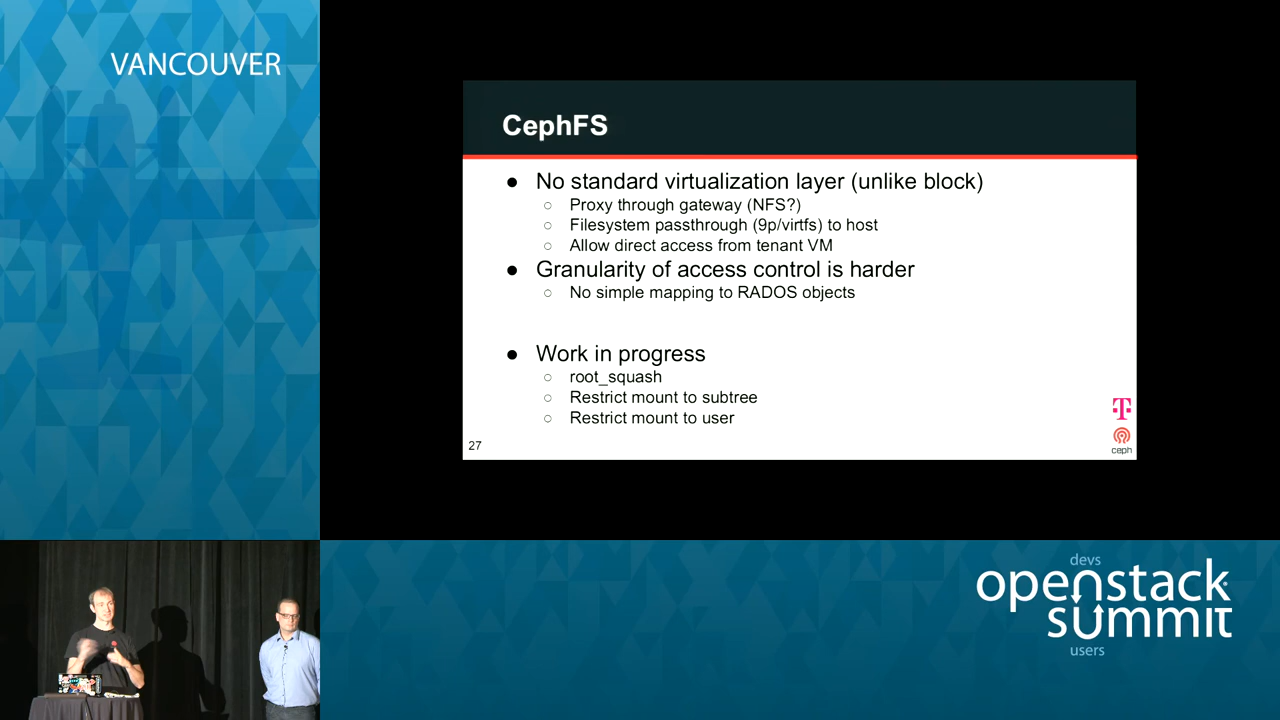 VANCOUVER
CephFS
● No standard virtualization layer (unlike block)
○ Proxy through gateway (NFS?)
○ Filesystem passthrough (9p/virtfs) to host
○ Allow direct access from tenant VM
● Granularity of access control is harder
○ No simple mapping to RADOS objects
● Work in progress
○ root_squash
○ Restrict mount to subtree
○ Restrict mount to user
27
T
ceph
devs
openstack
summit
users